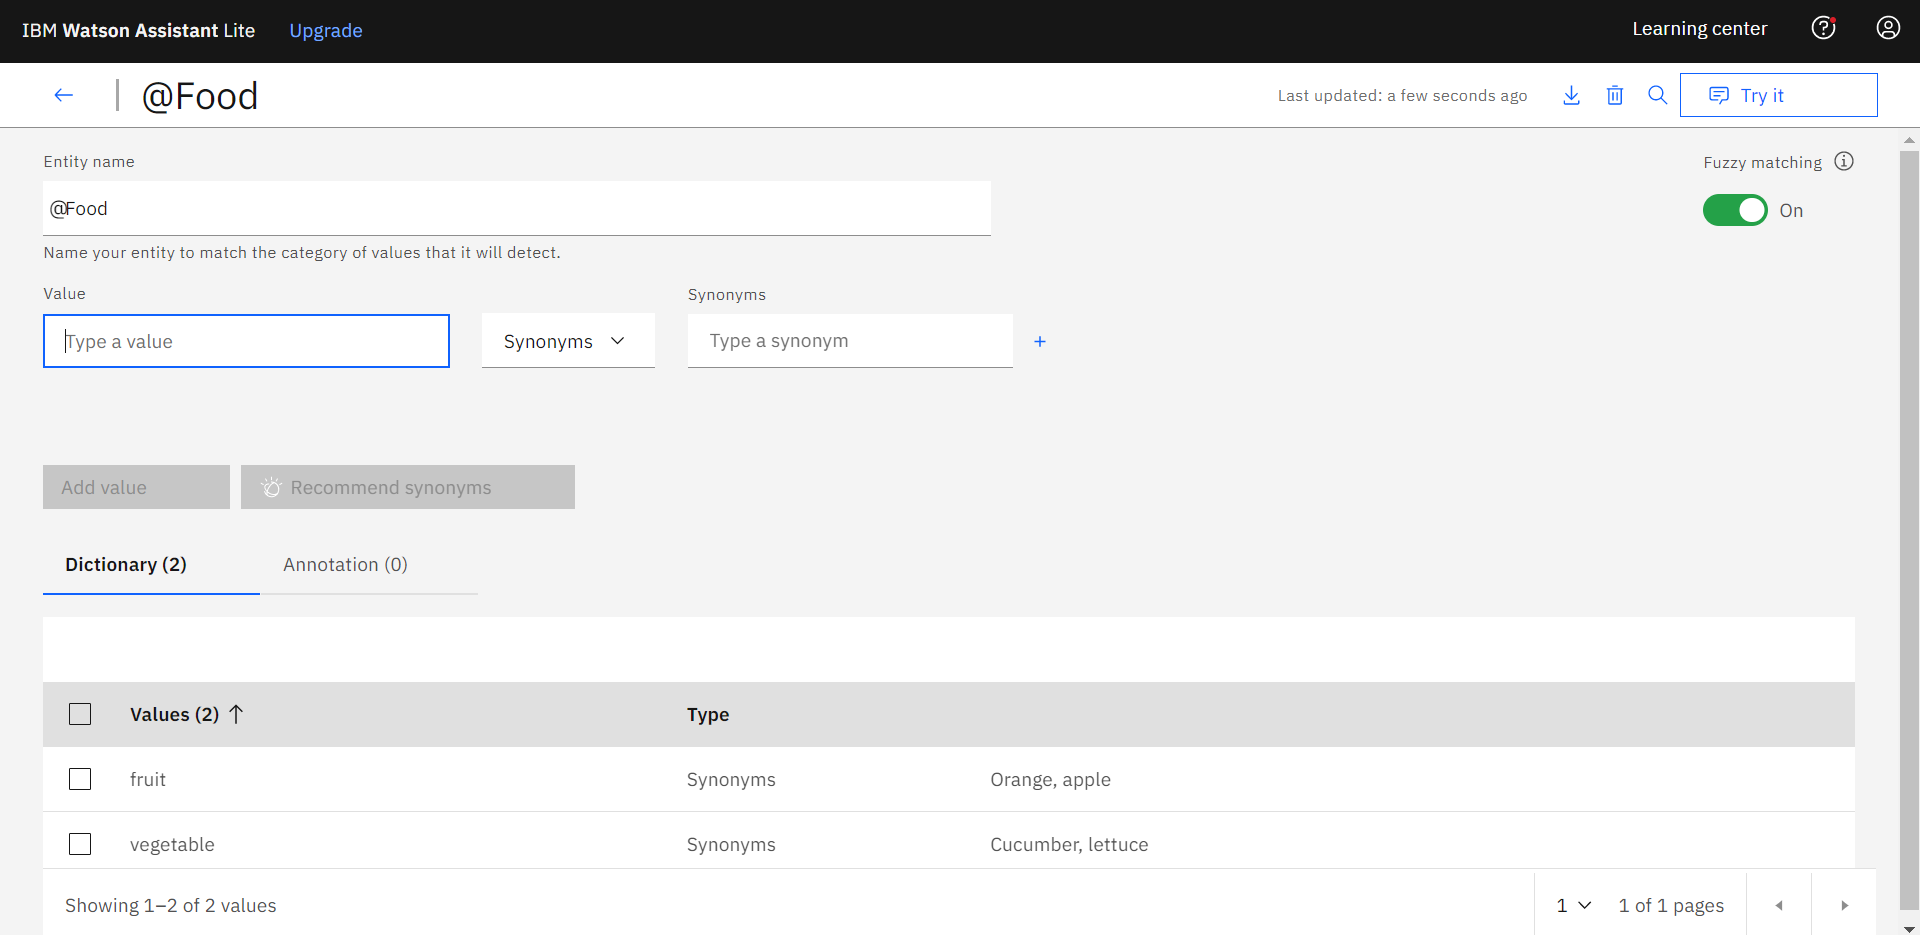 IBM Watson Assistant Lite Upgrade Learning center
@Food Last updated: a few seconds ago Try it
Entity name Fuzzy matching
@Food On
Name your entity to match the category of values that it will detect.
Value Synonyms
Type a value Synonyms Type a synonym +
Add value Recommend synonyms
Dictionary (2) Annotation (0)
Values (2) Type
fruit Synonyms Orange, apple
vegetable Synonyms Cucumber, lettuce
Showing 1–2 of 2 values 1 1 of 1 pages